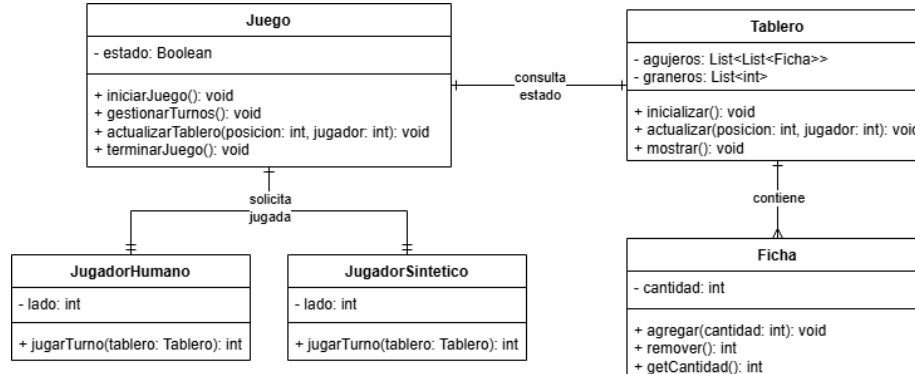 Juego
- estado: Boolean
+ iniciarJuego(): void
+ gestionarTurnos(): void
+ actualizarTablero(posicion: int, jugador: int): void
+ terminarJuego(): void
consulta
estado
Tablero
- agujeros: List<List<Ficha>>
- graneros: List<int>
+ inicializar(): void
+ actualizar(posicion: int, jugador: int): void
+ mostrar(): void
solicita
jugada
contiene
JugadorHumano
- lado: int
+ jugarTurno(tablero: Tablero): int
JugadorSintetico
- lado: int
+ jugarTurno(tablero: Tablero): int
Ficha
- cantidad: int
+ agregar(cantidad: int): void
+ remover(): int
+ getCantidad(): int